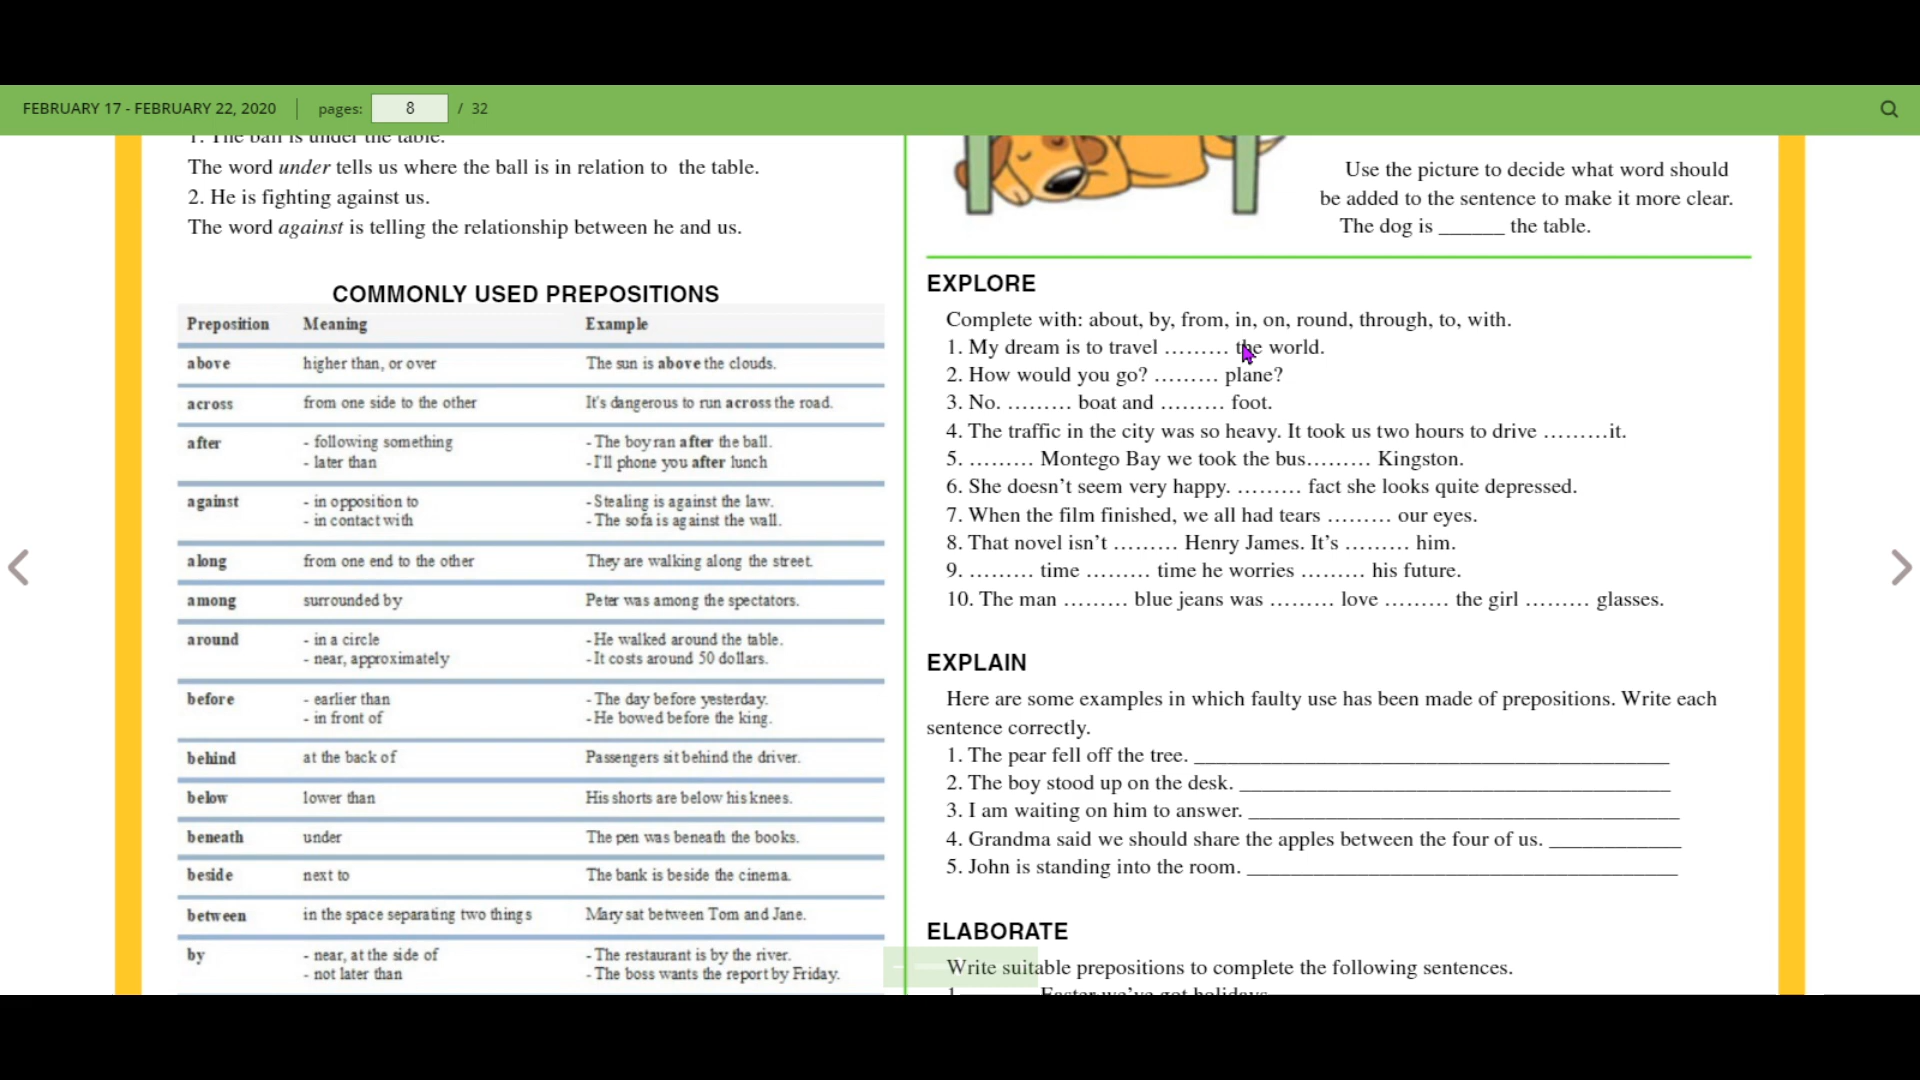 FEBRUARY 17 - FEBRUARY 22, 2020 pages: 8 / 32
1. The ball is under the table.
The word under tells us where the ball is in relation to the table.
2. He is fighting against us.
The word against is telling the relationship between he and us.
COMMONLY USED PREPOSITIONS
Preposition Meaning Example
above higher than, or over The sun is above the clouds.
across from one side to the other It's dangerous to run across the road.
after - following something - The boy ran after the ball.
- later than - I'll phone you after lunch
against - in opposition to - Stealing is against the law.
- in contact with - The sofa is against the wall.
along from one end to the other They are walking along the street.
among surrounded by Peter was among the spectators.
around - in a circle - He walked around the table.
- near, approximately - It costs around 50 dollars.
before - earlier than - The day before yesterday.
- in front of - He bowed before the king.
behind at the back of Passengers sit behind the driver.
below lower than His shorts are below his knees.
beneath under The pen was beneath the books.
beside next to The bank is beside the cinema.
between in the space separating two things Mary sat between Tom and Jane.
by - near, at the side of - The restaurant is by the river.
- not later than - The boss wants the report by Friday.
Use the picture to decide what word should
be added to the sentence to make it more clear.
The dog is ______ the table.
EXPLORE
Complete with: about, by, from, in, on, round, through, to, with.
1. My dream is to travel ……… the world.
2. How would you go? ……… plane?
3. No. ……… boat and ……… foot.
4. The traffic in the city was so heavy. It took us two hours to drive ………it.
5. ……… Montego Bay we took the bus……… Kingston.
6. She doesn’t seem very happy. ……… fact she looks quite depressed.
7. When the film finished, we all had tears ……… our eyes.
8. That novel isn’t ……… Henry James. It’s ……… him.
9. ……… time ……… time he worries ……… his future.
10. The man ……… blue jeans was ……… love ……… the girl ……… glasses.
EXPLAIN
Here are some examples in which faulty use has been made of prepositions. Write each
sentence correctly.
1. The pear fell off the tree. ____________________________________________
2. The boy stood up on the desk. ________________________________________
3. I am waiting on him to answer. ________________________________________
4. Grandma said we should share the apples between the four of us. ____________
5. John is standing into the room. ________________________________________
ELABORATE
Write suitable prepositions to complete the following sentences.
1.________ Easter we’ve got holidays.